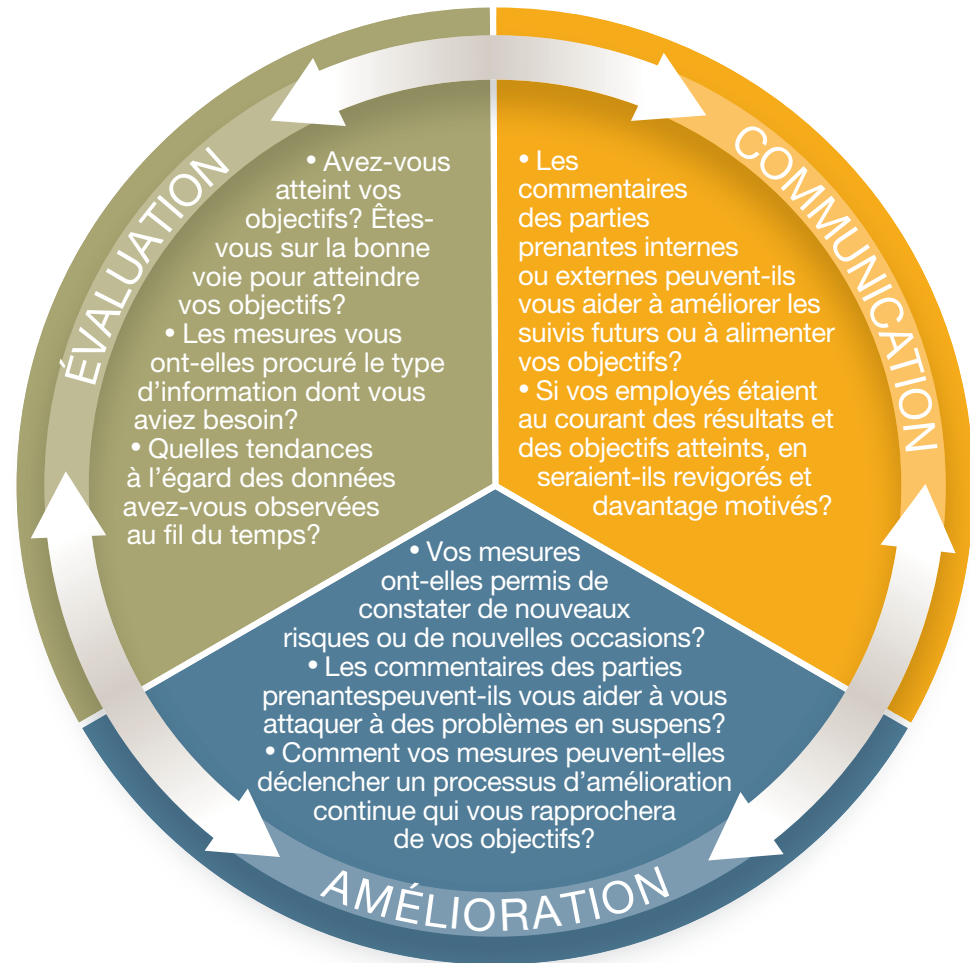 ÉVALUATION
• Avez-vous
atteint vos
objectifs? Êtes-
vous sur la bonne
voie pour atteindre
vos objectifs?
• Les mesures vous
ont-elles procuré le type
d’information dont vous
aviez besoin?
• Quelles tendances
à l’égard des données
avez-vous observées
au fil du temps?
COMMUNICATION
• Les
commentaires
des parties
prenantes internes
ou externes peuvent-ils
vous aider à améliorer les
suivis futurs ou à alimenter
vos objectifs?
• Si vos employés étaient
au courant des résultats et
des objectifs atteints, en
seraient-ils revigorés et
davantage motivés?
• Vos mesures
ont-elles permis de
constater de nouveaux
risques ou de nouvelles occasions?
• Les commentaires des parties
prenantespeuvent-ils vous aider à vous
attaquer à des problèmes en suspens?
• Comment vos mesures peuvent-elles
déclencher un processus d’amélioration
continue qui vous rapprochera
de vos objectifs?
AMÉLIORATION